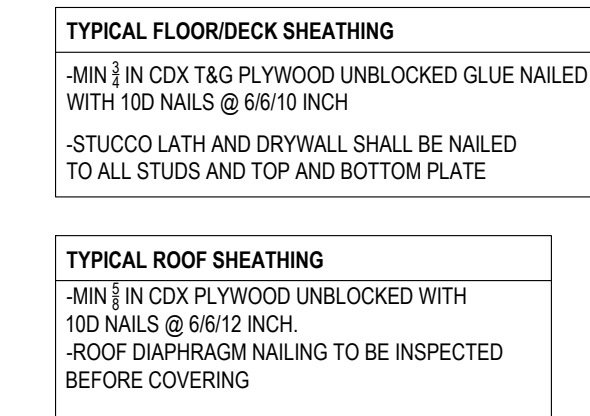 TYPICAL FLOOR/DECK SHEATHING
-MIN 3/4 IN CDX T&G PLYWOOD UNBLOCKED GLUE NAILED
WITH 10D NAILS @ 6/6/10 INCH
-STUCCO LATH AND DRYWALL SHALL BE NAILED
TO ALL STUDS AND TOP AND BOTTOM PLATE
TYPICAL ROOF SHEATHING
-MIN 5/8 IN CDX PLYWOOD UNBLOCKED WITH
10D NAILS @ 6/6/12 INCH.
-ROOF DIAPHRAGM NAILING TO BE INSPECTED
BEFORE COVERING